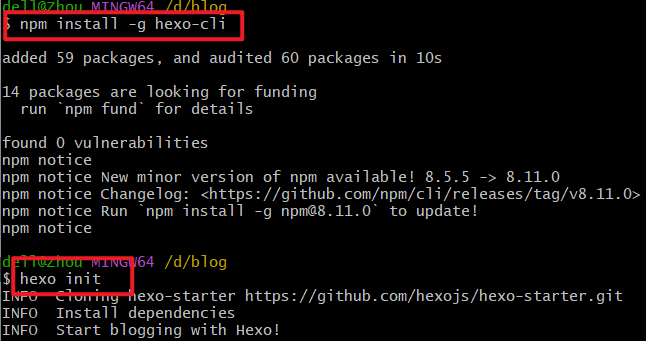 dell@Zhou MINGW64 /d/blog
$ npm install -g hexo-cli
added 59 packages, and audited 60 packages in 10s
14 packages are looking for funding
  run `npm fund` for details
found 0 vulnerabilities
npm notice
npm notice New minor version of npm available! 8.5.5 -> 8.11.0
npm notice Changelog: <https://github.com/npm/cli/releases/tag/v8.11.0>
npm notice Run `npm install -g npm@8.11.0` to update!
npm notice
dell@Zhou MINGW64 /d/blog
$ hexo init
INFO  Cloning hexo-starter https://github.com/hexojs/hexo-starter.git
INFO  Install dependencies
INFO  Start blogging with Hexo!